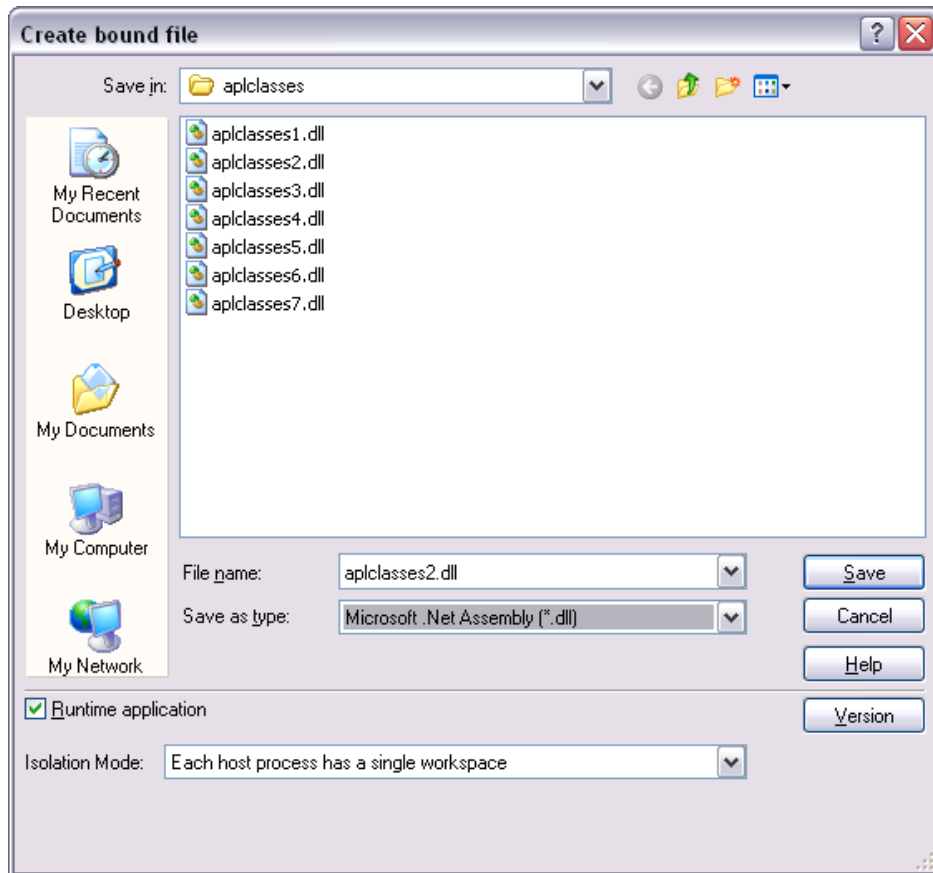 Create bound file
Save in: aplclasses
aplclasses1.dll
aplclasses2.dll
aplclasses3.dll
aplclasses4.dll
aplclasses5.dll
aplclasses6.dll
aplclasses7.dll
My Recent
Documents
Desktop
My Documents
My Computer
My Network
File name: aplclasses2.dll Save
Save as type: Microsoft .Net Assembly (*.dll) Cancel
Help
Runtime application Version
Isolation Mode: Each host process has a single workspace